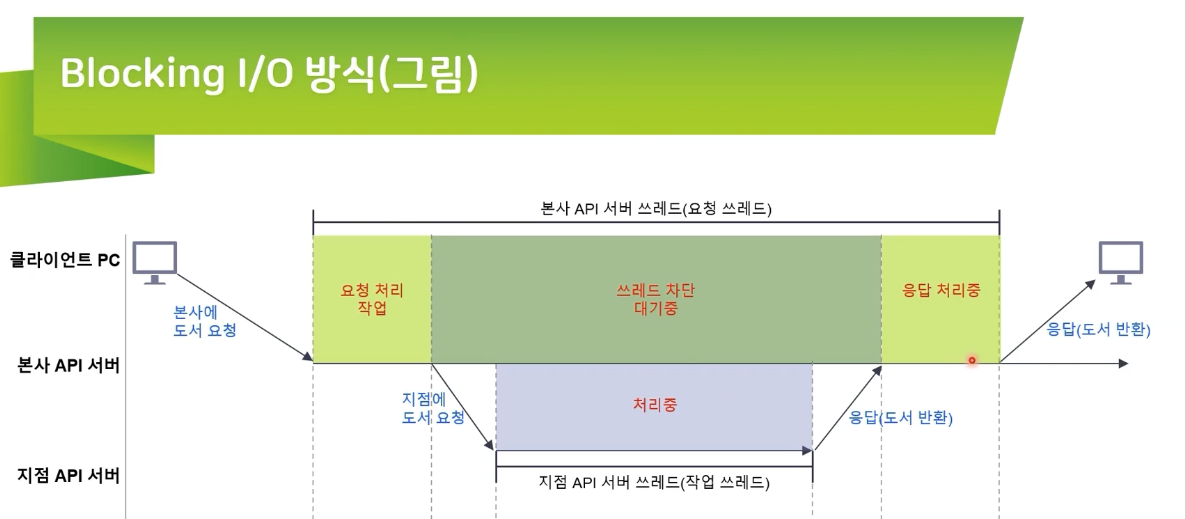 Blocking I/O 방식(그림)
본사 API 서버 쓰레드(요청 쓰레드)
클라이언트 PC
요청 처리
작업
쓰레드 차단
대기중
응답 처리중
본사에
도서 요청
응답(도서 반환)
본사 API 서버
지점에
도서 요청
처리중
응답(도서 반환)
지점 API 서버
지점 API 서버 쓰레드(작업 쓰레드)